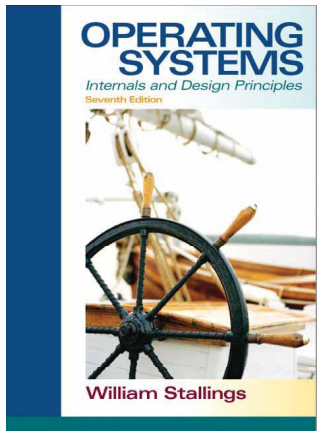 OPERATING
SYSTEMS
Internals and Design Principles
Seventh Edition
William Stallings